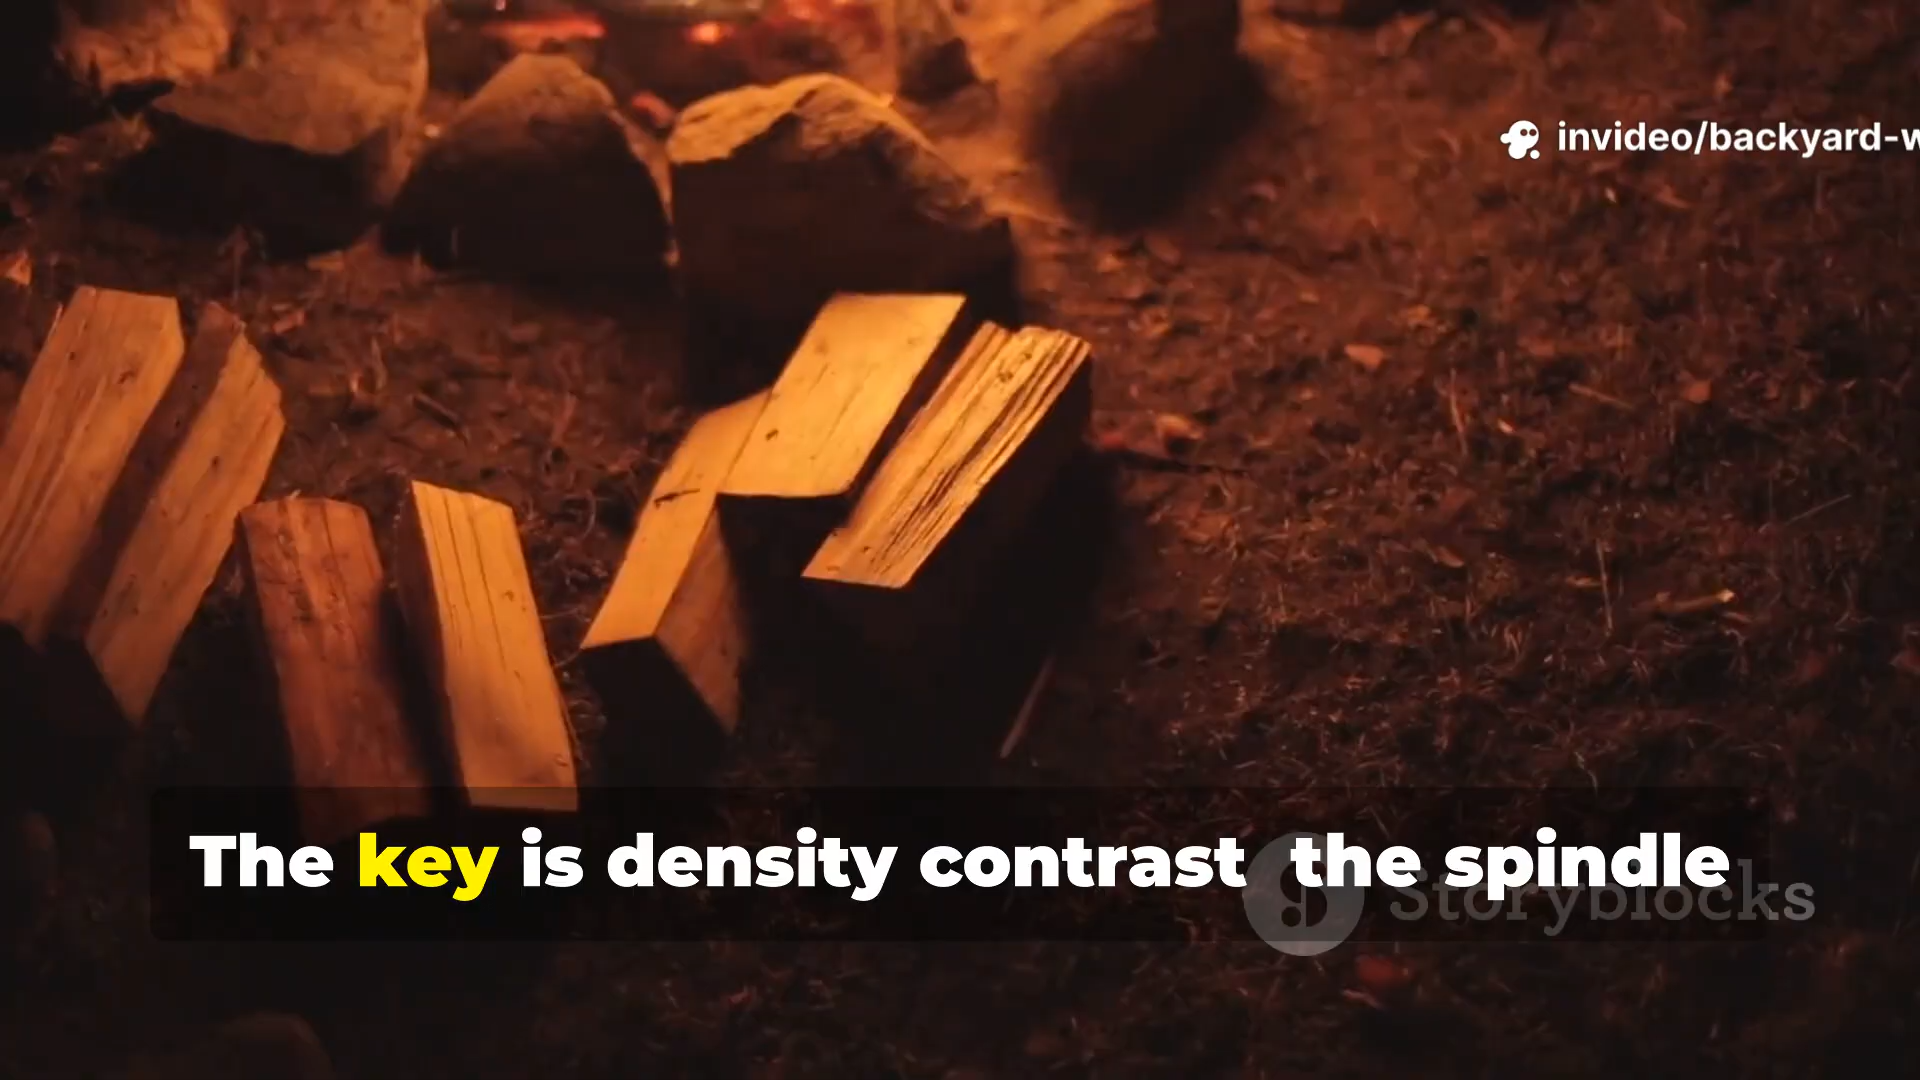 invideo/backyard-w
The key is density contrast  the spindle
Storyblocks